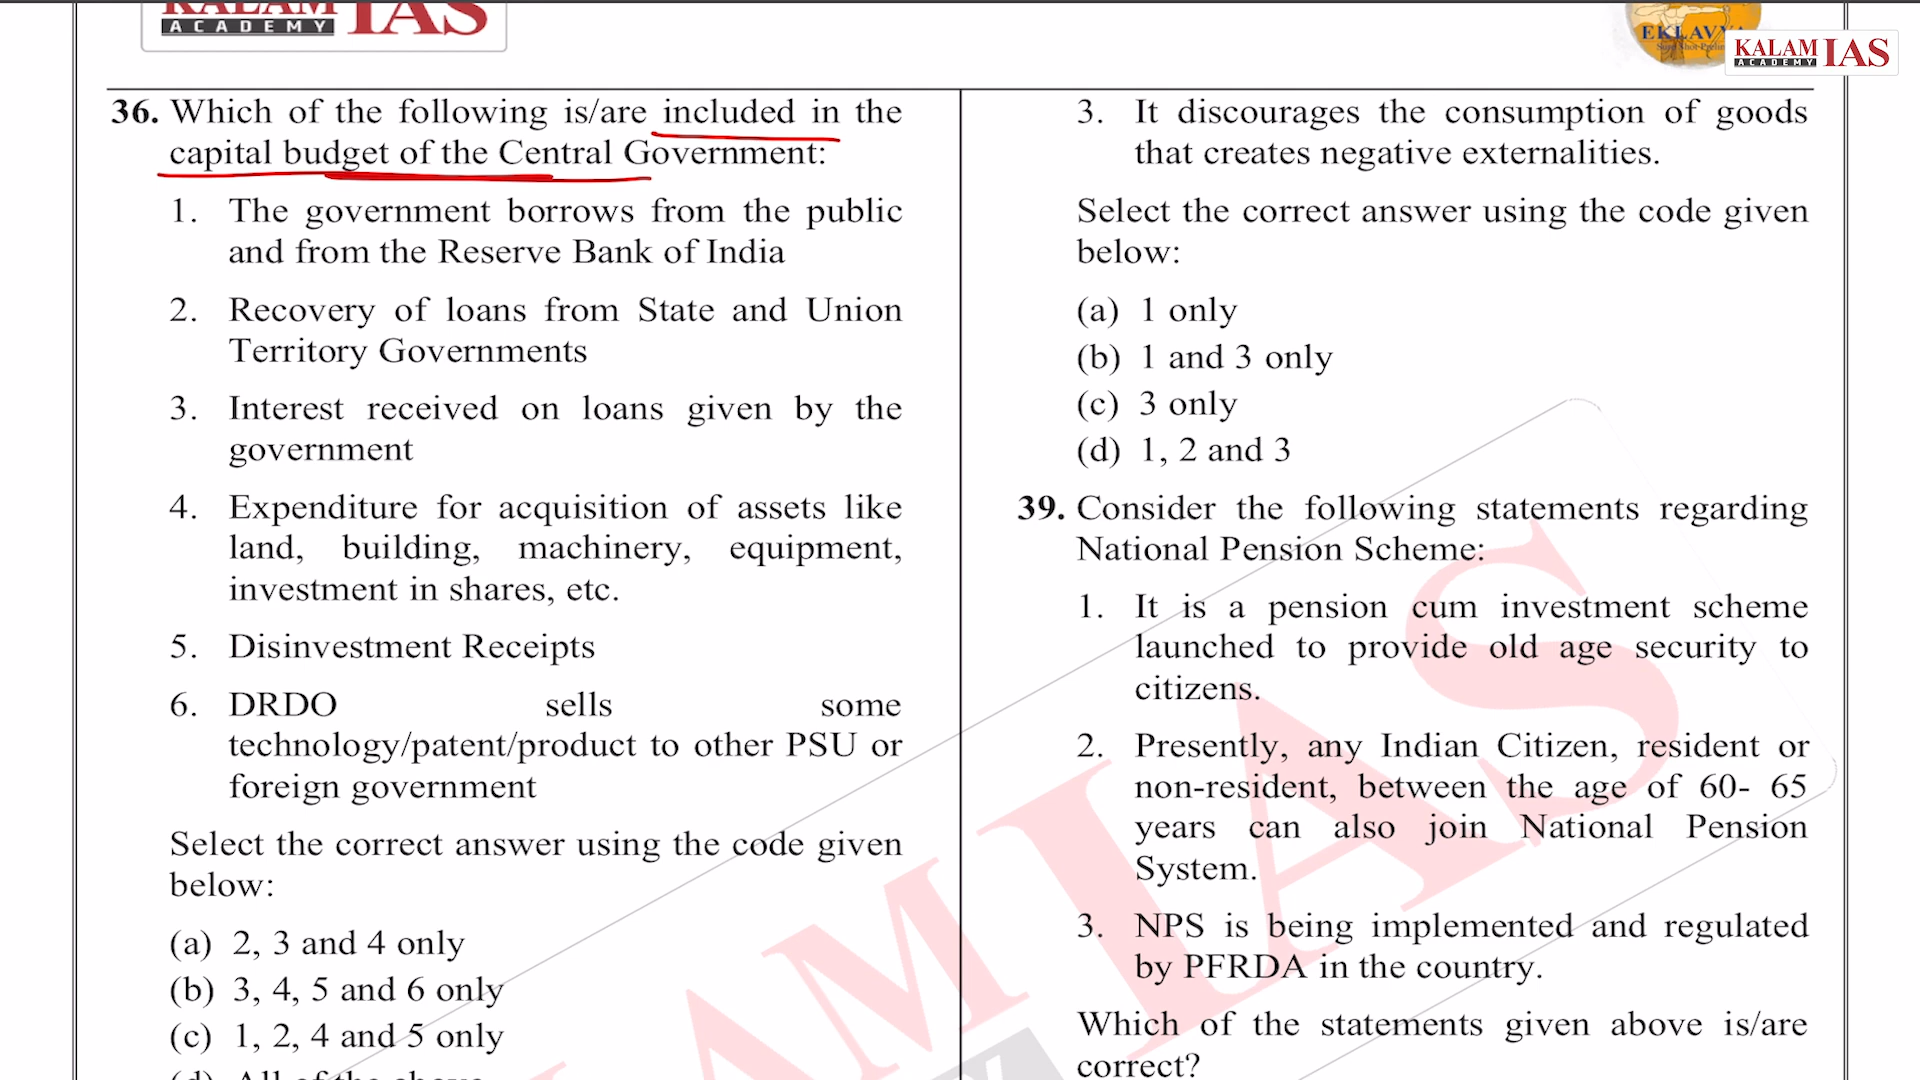 KALAM IAS
ACADEMY
EKLAVYA
KALAM IAS
ACADEMY
36. Which of the following is/are included in the
capital budget of the Central Government:
1. The government borrows from the public
and from the Reserve Bank of India
2. Recovery of loans from State and Union
Territory Governments
3. Interest received on loans given by the
government
4. Expenditure for acquisition of assets like
land, building, machinery, equipment,
investment in shares, etc.
5. Disinvestment Receipts
6. DRDO sells some
technology/patent/product to other PSU or
foreign government
Select the correct answer using the code given
below:
(a) 2, 3 and 4 only
(b) 3, 4, 5 and 6 only
(c) 1, 2, 4 and 5 only
(d) All of the above
3. It discourages the consumption of goods
that creates negative externalities.
Select the correct answer using the code given
below:
(a) 1 only
(b) 1 and 3 only
(c) 3 only
(d) 1, 2 and 3
39. Consider the following statements regarding
National Pension Scheme:
1. It is a pension cum investment scheme
launched to provide old age security to
citizens.
2. Presently, any Indian Citizen, resident or
non-resident, between the age of 60- 65
years can also join National Pension
System.
3. NPS is being implemented and regulated
by PFRDA in the country.
Which of the statements given above is/are
correct?